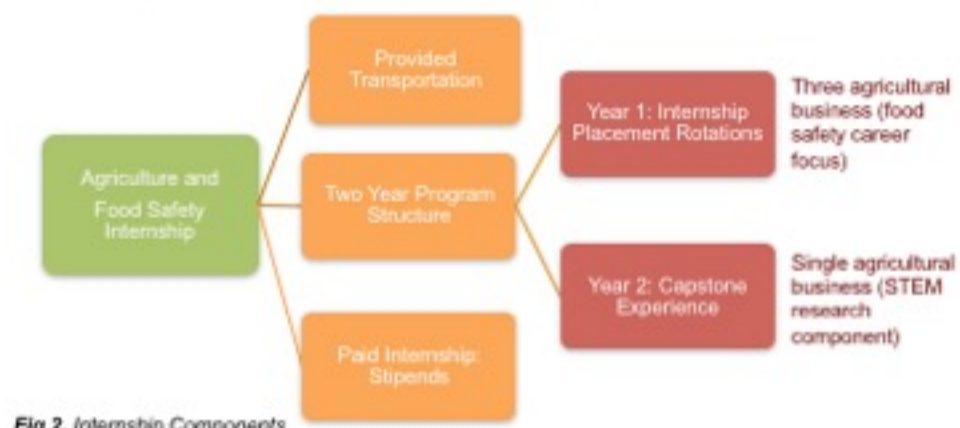 Agriculture and
Food Safety
Internship
Provided
Transportation
Two Year Program
Structure
Paid Internship:
Stipends
Year 1: Internship
Placement Rotations
Three agricultural
business (food
safety career
focus)
Year 2: Capstone
Experience
Single agricultural
business (STEM
research
component)
Fig 2. Internship Components